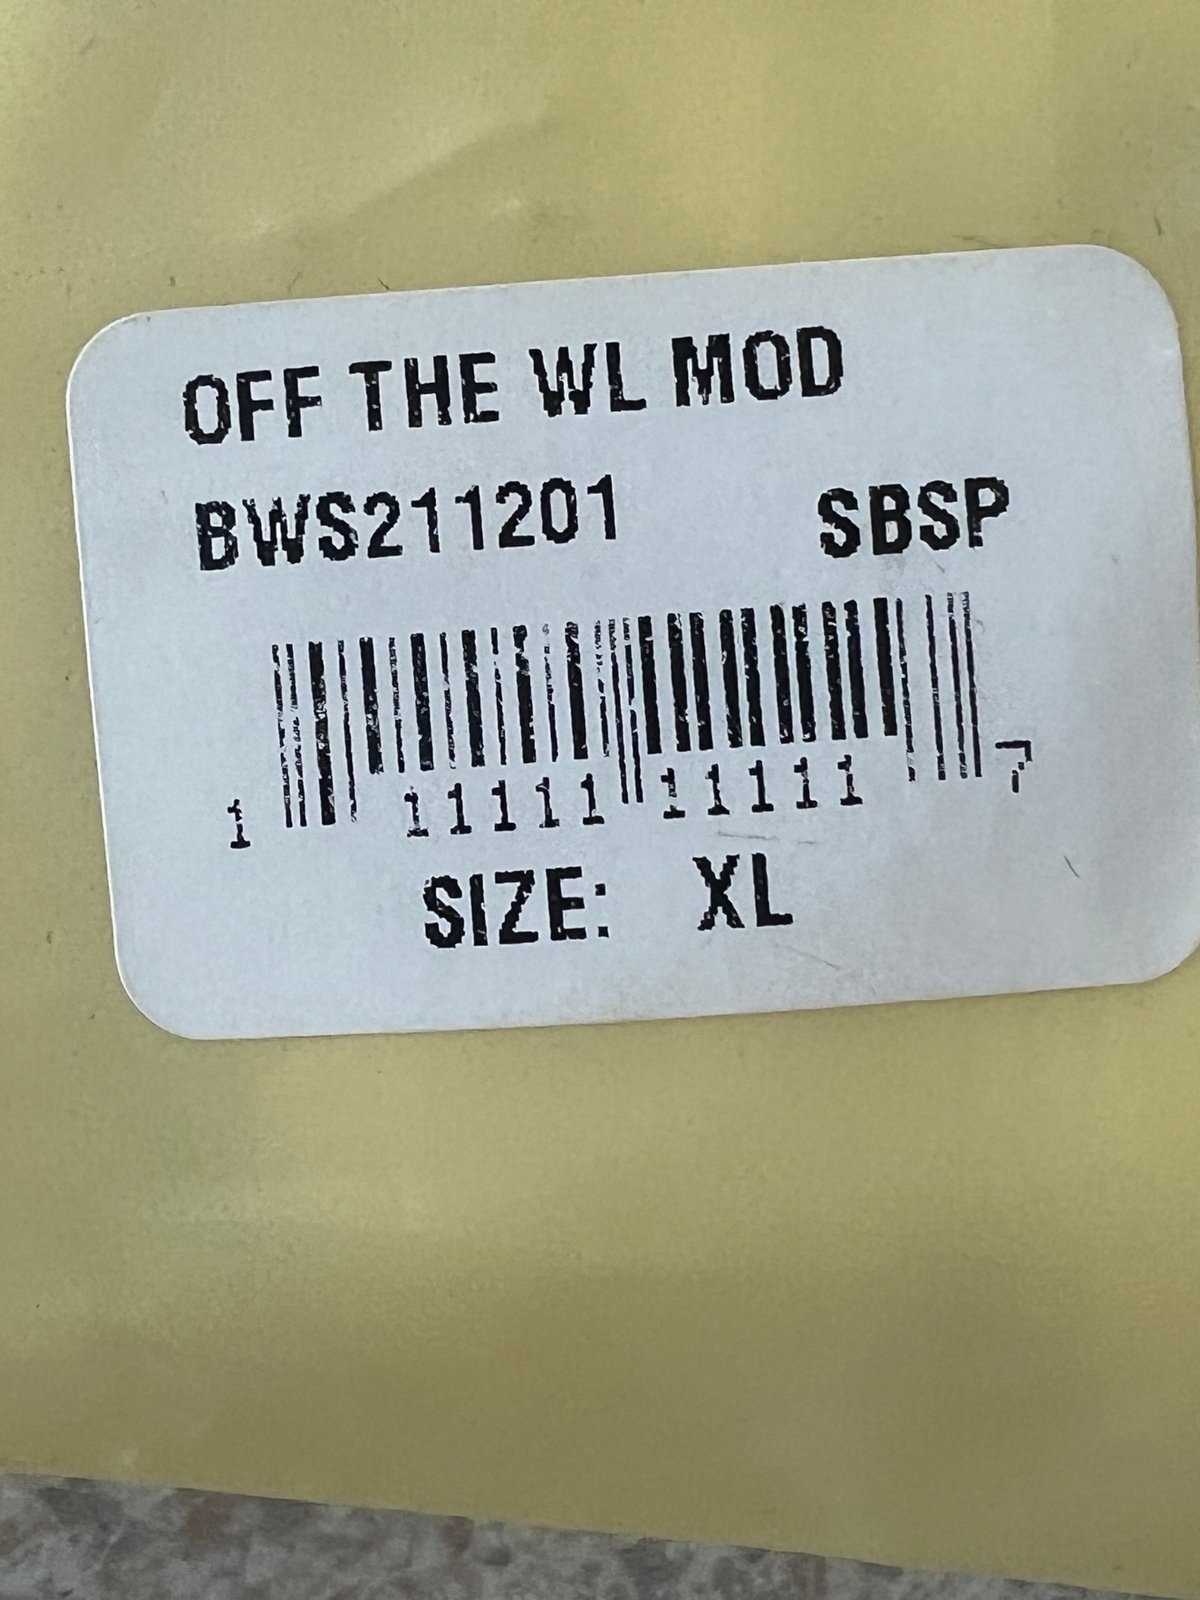 OFF THE WL MOD
BWS211201 SBSP
1 11111 11111 7
SIZE: XL